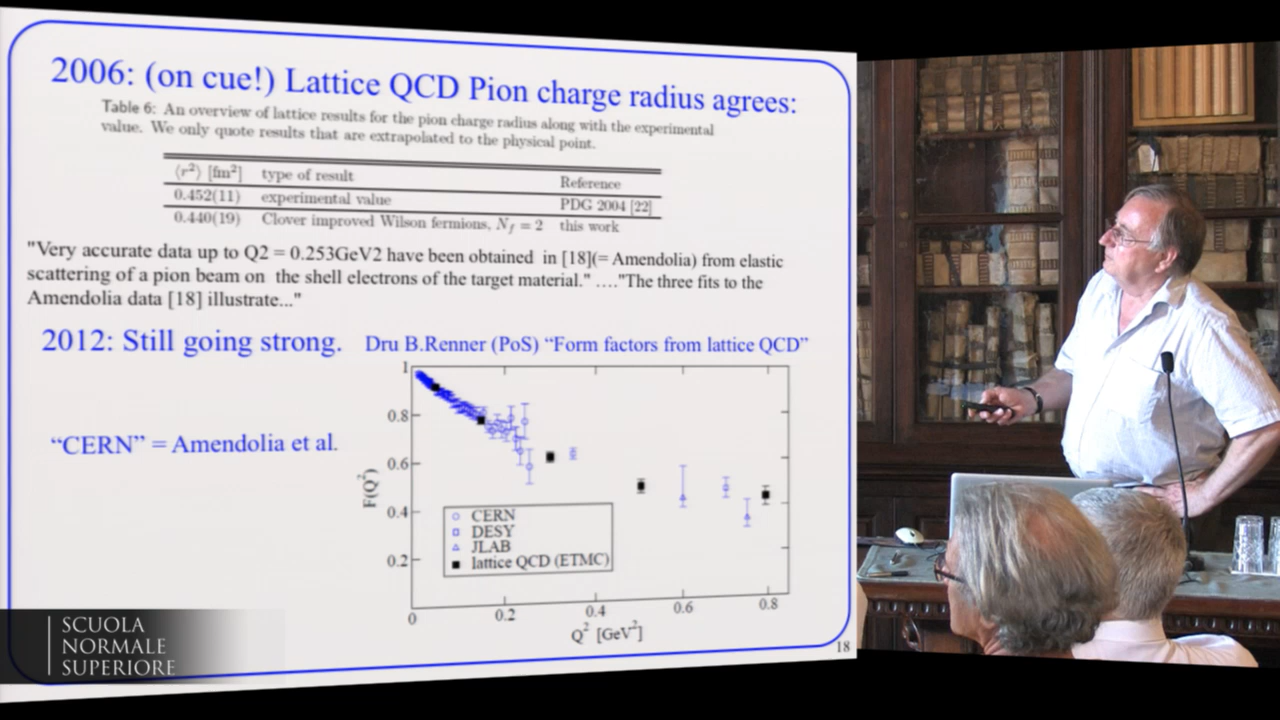 2006: (on cue!) Lattice QCD Pion charge radius agrees:
Table 6: An overview of lattice results for the pion charge radius along with the experimental
value. We only quote results that are extrapolated to the physical point.
⟨r²⟩ [fm²] type of result Reference
0.452(11) experimental value PDG 2004 [22]
0.440(19) Clover improved Wilson fermions, N_f = 2 this work
"Very accurate data up to Q2 = 0.253GeV2 have been obtained in [18](= Amendolia) from elastic
scattering of a pion beam on the shell electrons of the target material." …."The three fits to the
Amendolia data [18] illustrate..."
2012: Still going strong. Dru B.Renner (PoS) “Form factors from lattice QCD”
“CERN” = Amendolia et al.
1
0.8
0.6
0.4
0.2
F(Q²)
CERN
DESY
JLAB
lattice QCD (ETMC)
0 0.2 0.4 0.6 0.8
Q² [GeV²]
18
SCUOLA
NORMALE
SUPERIORE